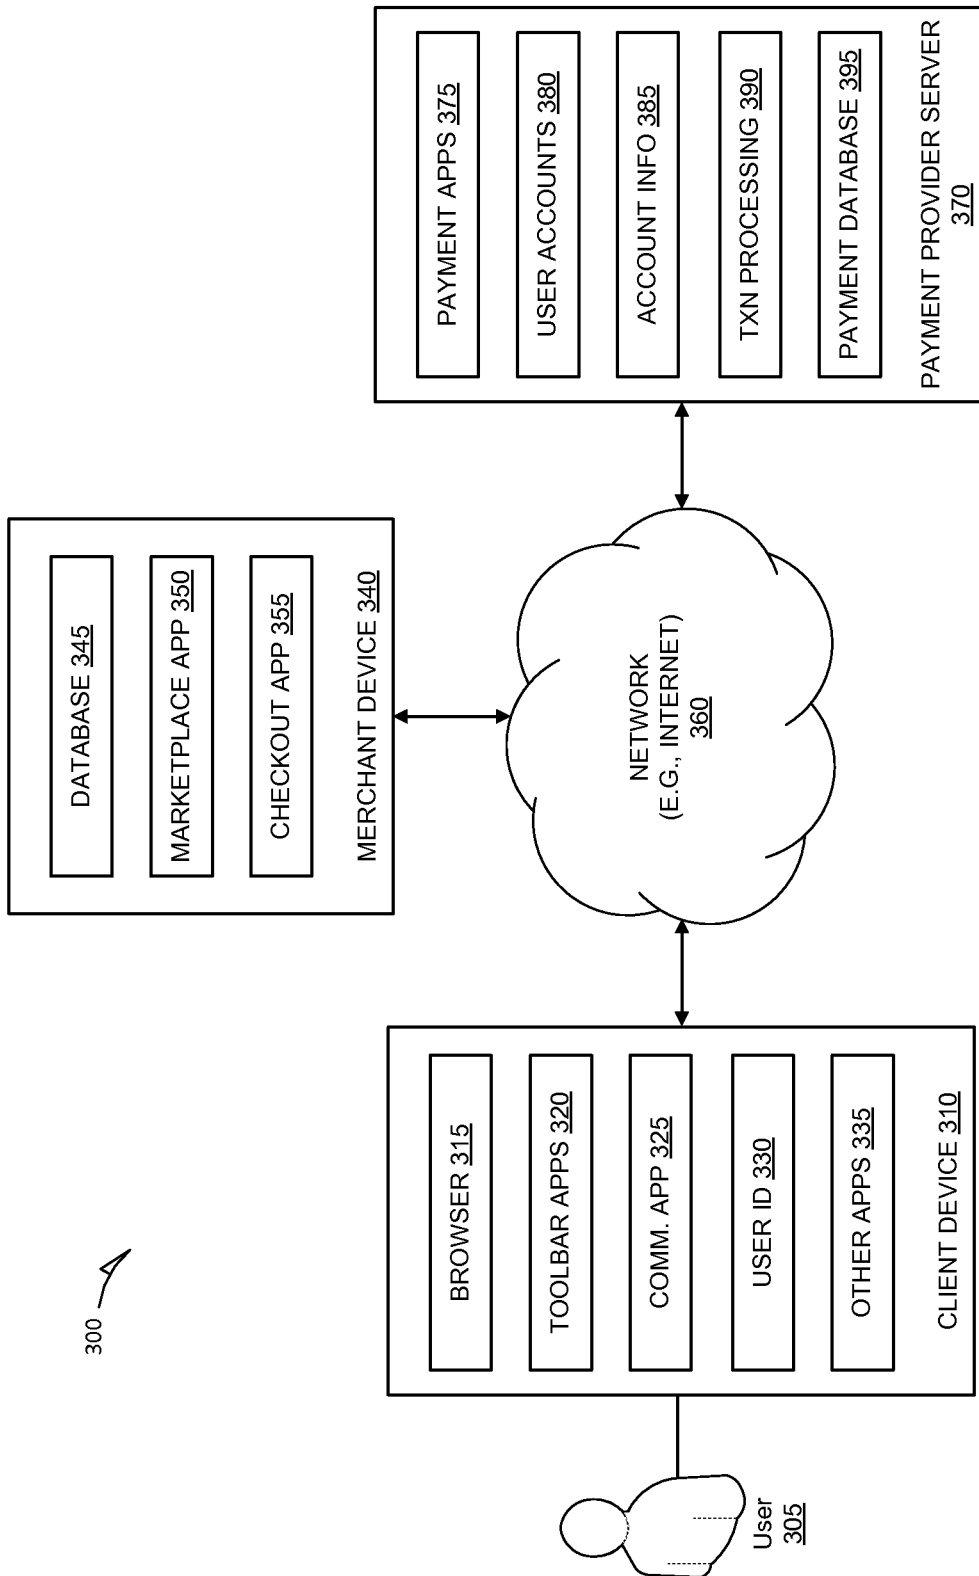 300
User
305
BROWSER 315
TOOLBAR APPS 320
COMM. APP 325
USER ID 330
OTHER APPS 335
CLIENT DEVICE 310
DATABASE 345
MARKETPLACE APP 350
CHECKOUT APP 355
MERCHANT DEVICE 340
NETWORK
(E.G., INTERNET)
360
PAYMENT APPS 375
USER ACCOUNTS 380
ACCOUNT INFO 385
TXN PROCESSING 390
PAYMENT DATABASE 395
PAYMENT PROVIDER SERVER
370